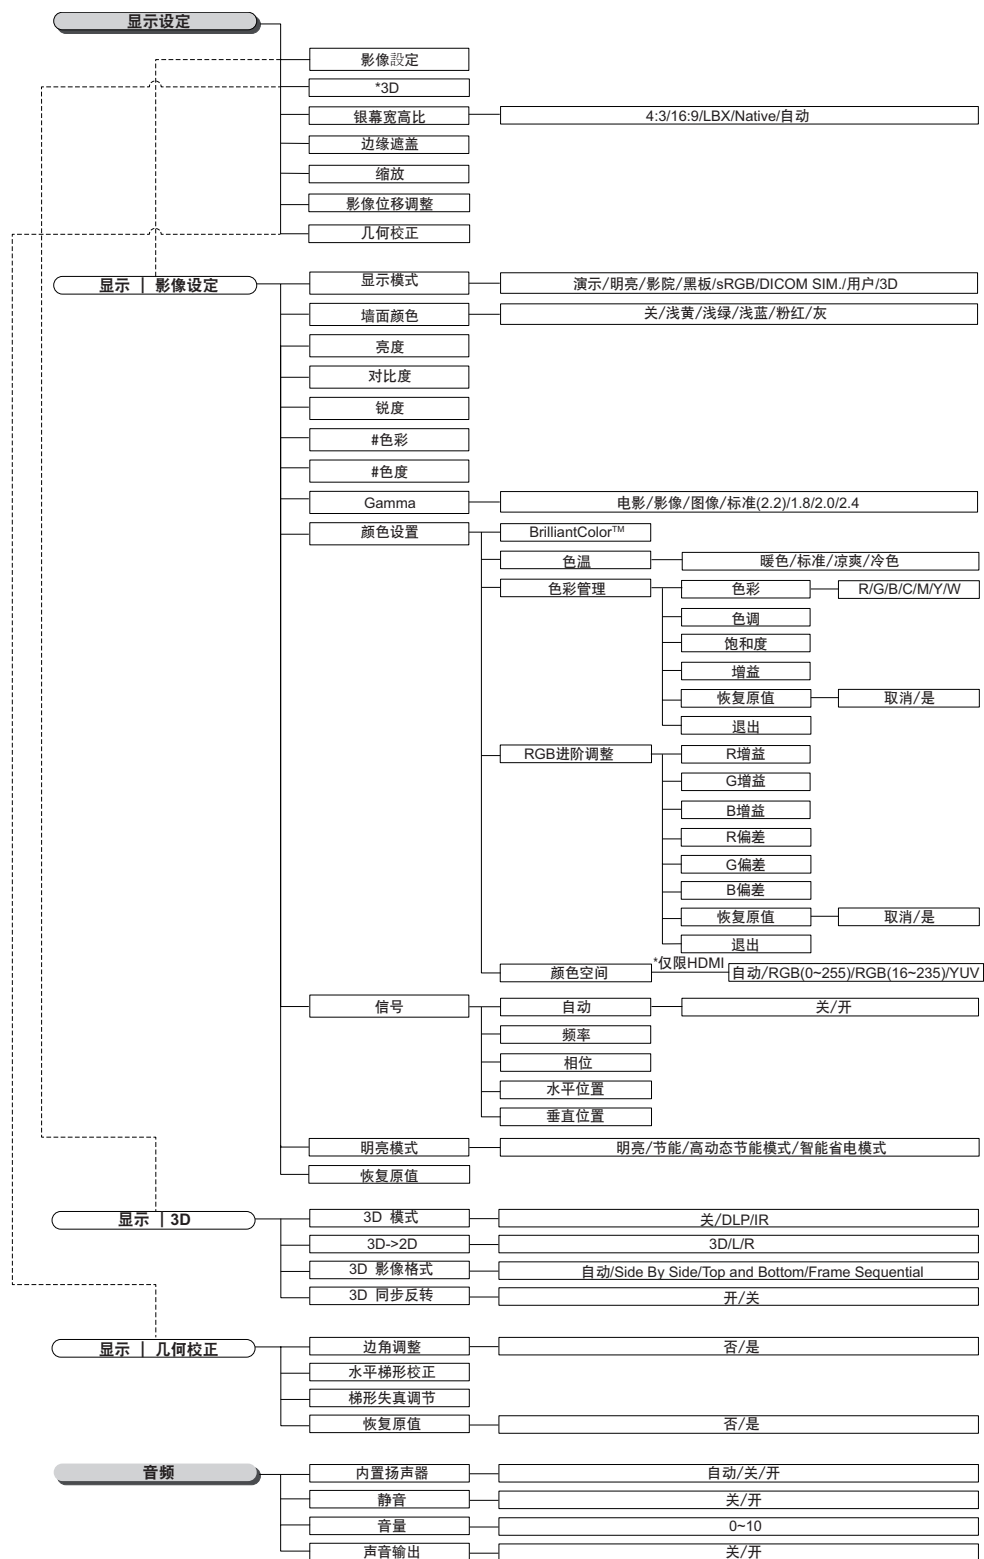 显示设定
影像設定
*3D
银幕宽高比 4:3/16:9/LBX/Native/自动
边缘遮盖
缩放
影像位移调整
几何校正
显示 | 影像设定
显示模式 演示/明亮/影院/黑板/sRGB/DICOM SIM./用户/3D
墙面颜色 关/浅黄/浅绿/浅蓝/粉红/灰
亮度
对比度
锐度
#色彩
#色度
Gamma 电影/影像/图像/标准(2.2)/1.8/2.0/2.4
颜色设置 BrilliantColor™
色温 暖色/标准/凉爽/冷色
色彩管理 色彩 R/G/B/C/M/Y/W
色调
饱和度
增益
恢复原值 取消/是
退出
RGB进阶调整 R增益
G增益
B增益
R偏差
G偏差
B偏差
恢复原值 取消/是
退出
颜色空间 *仅限HDMI 自动/RGB(0~255)/RGB(16~235)/YUV
信号 自动 关/开
频率
相位
水平位置
垂直位置
明亮模式 明亮/节能/高动态节能模式/智能省电模式
恢复原值
显示 | 3D
3D 模式 关/DLP/IR
3D->2D 3D/L/R
3D 影像格式 自动/Side By Side/Top and Bottom/Frame Sequential
3D 同步反转 开/关
显示 | 几何校正
边角调整 否/是
水平梯形校正
梯形失真调节
恢复原值 否/是
音频
内置扬声器 自动/关/开
静音 关/开
音量 0~10
声音输出 关/开